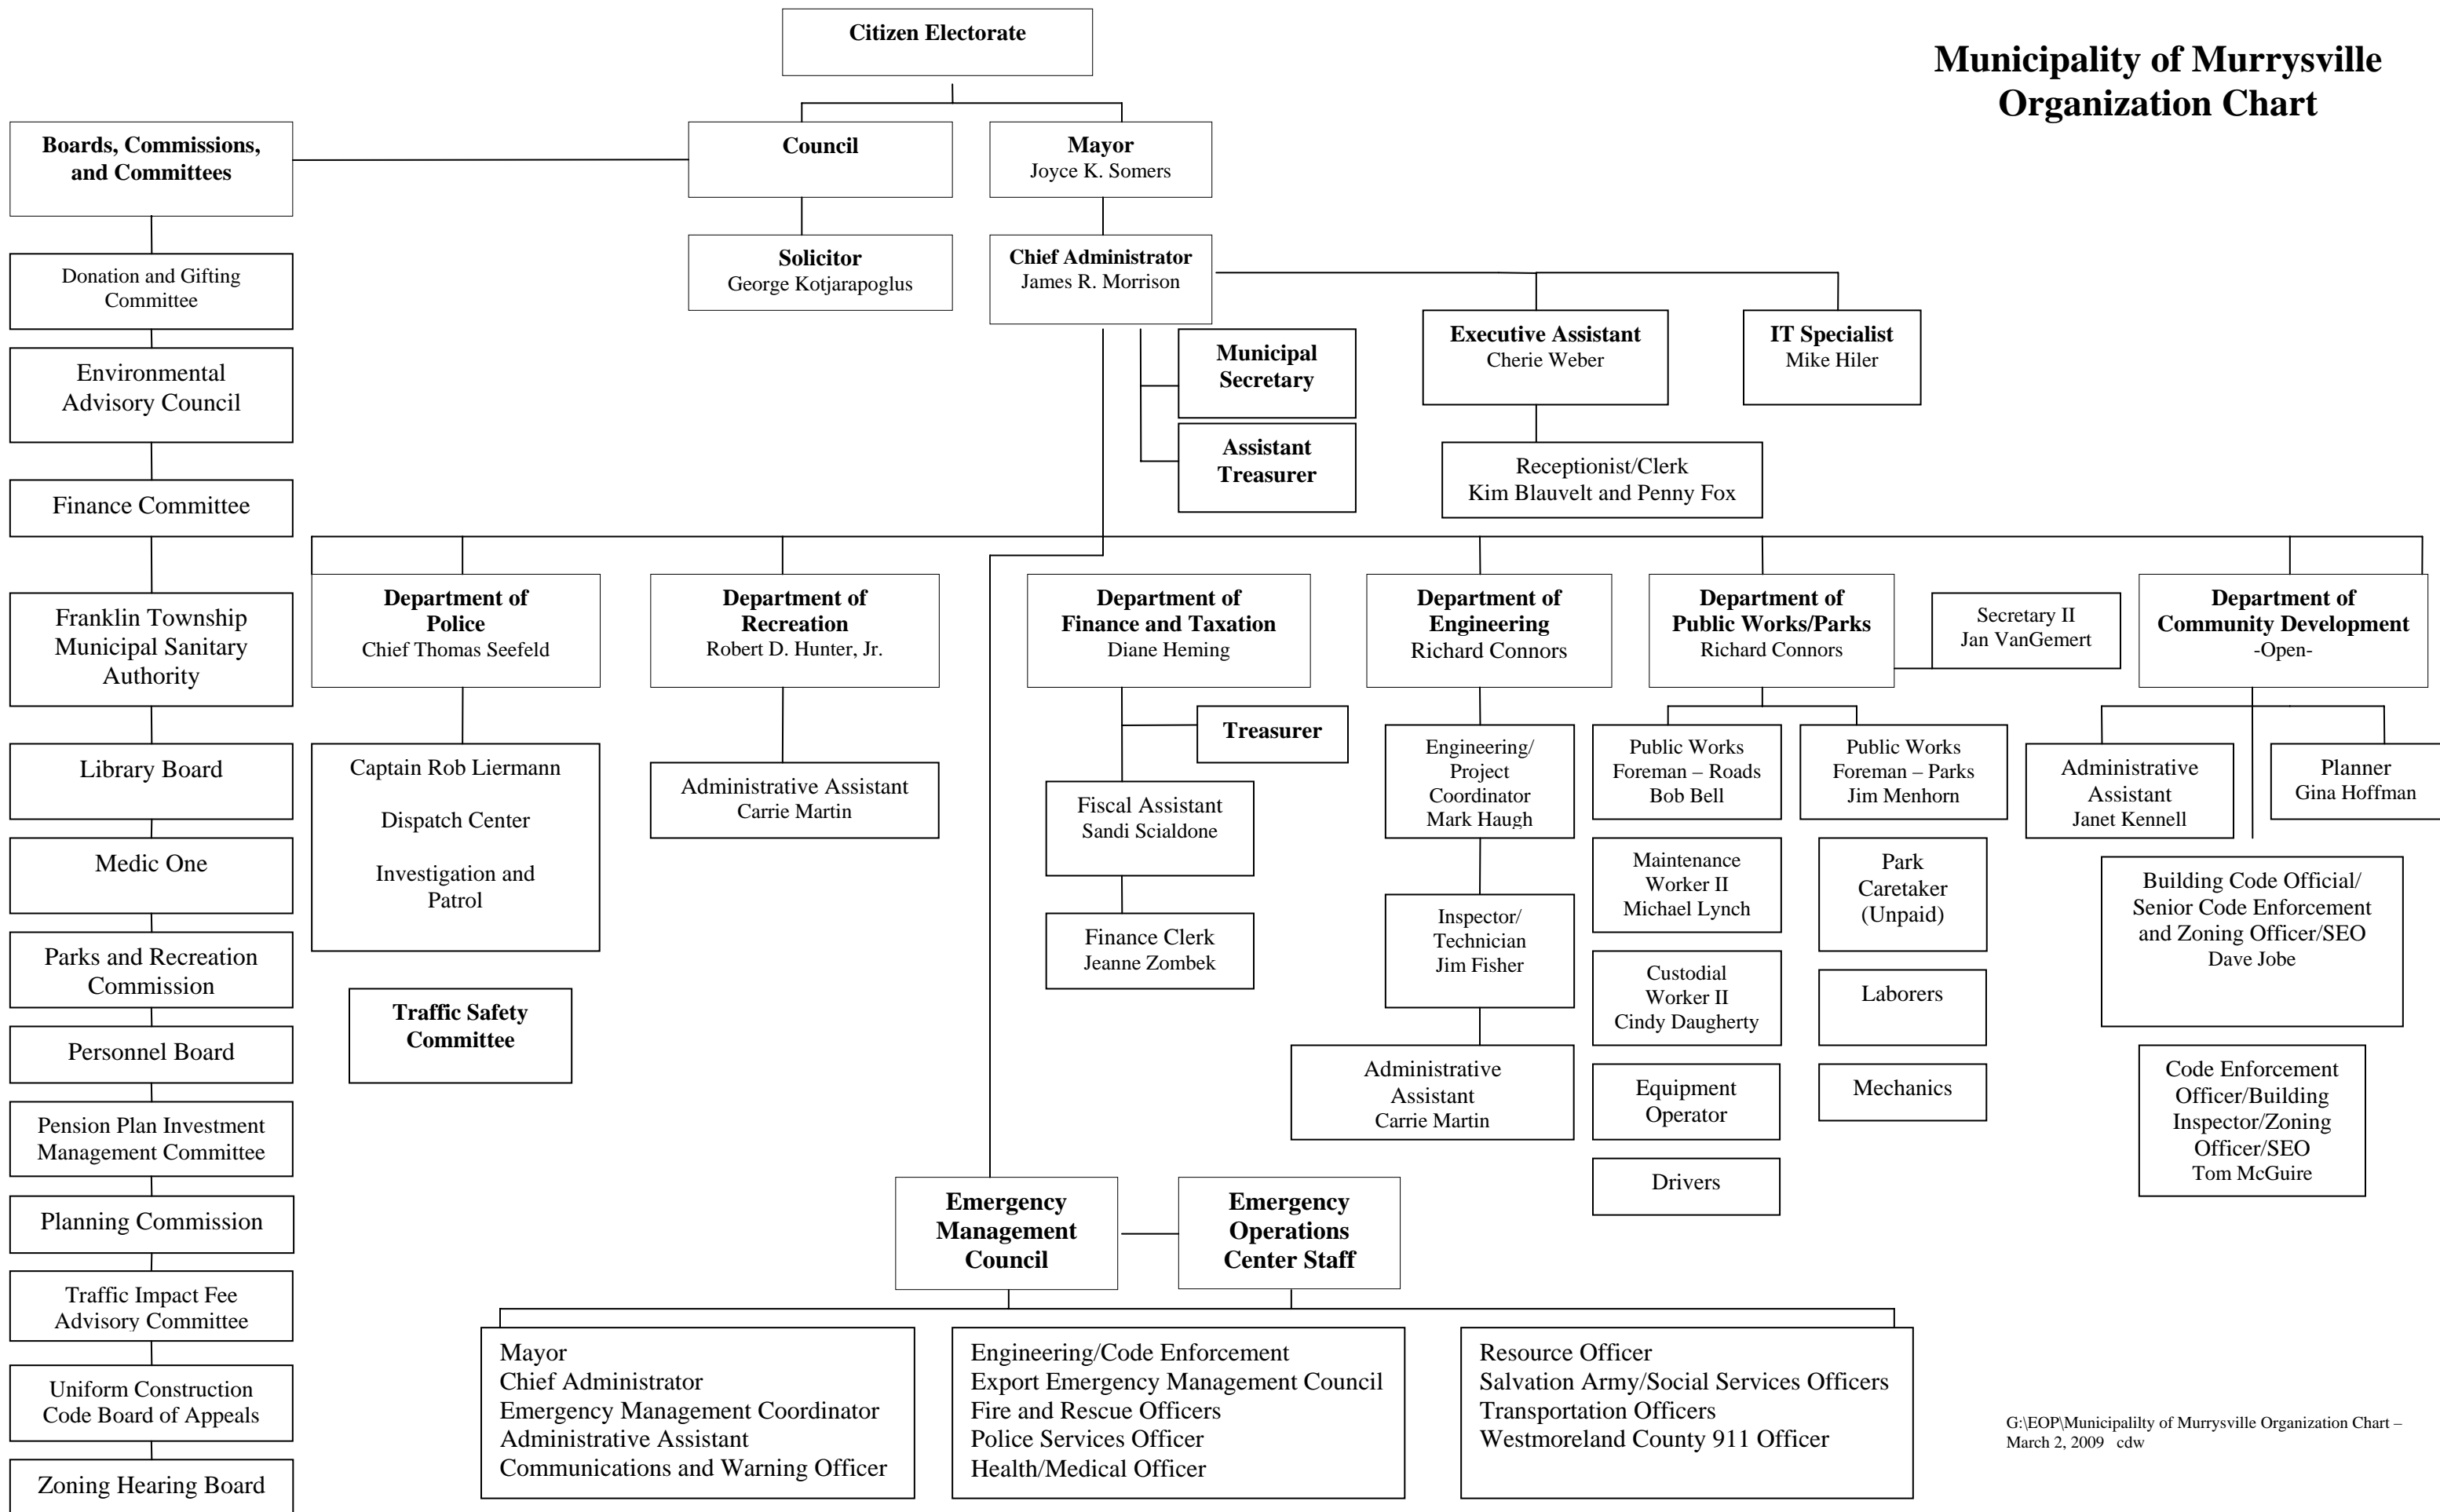 Municipality of Murrysville
Organization Chart
Citizen Electorate
Boards, Commissions,
and Committees
Council
Mayor
Joyce K. Somers
Solicitor
George Kotjarapoglus
Chief Administrator
James R. Morrison
Municipal
Secretary
Assistant
Treasurer
Executive Assistant
Cherie Weber
IT Specialist
Mike Hiler
Receptionist/Clerk
Kim Blauvelt and Penny Fox
Donation and Gifting
Committee
Environmental
Advisory Council
Finance Committee
Franklin Township
Municipal Sanitary
Authority
Library Board
Medic One
Parks and Recreation
Commission
Personnel Board
Pension Plan Investment
Management Committee
Planning Commission
Traffic Impact Fee
Advisory Committee
Uniform Construction
Code Board of Appeals
Zoning Hearing Board
Department of
Police
Chief Thomas Seefeld
Captain Rob Liermann
Dispatch Center
Investigation and
Patrol
Traffic Safety
Committee
Department of
Recreation
Robert D. Hunter, Jr.
Administrative Assistant
Carrie Martin
Department of
Finance and Taxation
Diane Heming
Treasurer
Fiscal Assistant
Sandi Scialdone
Finance Clerk
Jeanne Zombek
Department of
Engineering
Richard Connors
Engineering/
Project
Coordinator
Mark Haugh
Inspector/
Technician
Jim Fisher
Administrative
Assistant
Carrie Martin
Department of
Public Works/Parks
Richard Connors
Secretary II
Jan VanGemert
Public Works
Foreman – Roads
Bob Bell
Maintenance
Worker II
Michael Lynch
Custodial
Worker II
Cindy Daugherty
Equipment
Operator
Drivers
Public Works
Foreman – Parks
Jim Menhorn
Park
Caretaker
(Unpaid)
Laborers
Mechanics
Department of
Community Development
-Open-
Administrative
Assistant
Janet Kennell
Planner
Gina Hoffman
Building Code Official/
Senior Code Enforcement
and Zoning Officer/SEO
Dave Jobe
Code Enforcement
Officer/Building
Inspector/Zoning
Officer/SEO
Tom McGuire
Emergency
Management
Council
Emergency
Operations
Center Staff
Mayor
Chief Administrator
Emergency Management Coordinator
Administrative Assistant
Communications and Warning Officer
Engineering/Code Enforcement
Export Emergency Management Council
Fire and Rescue Officers
Police Services Officer
Health/Medical Officer
Resource Officer
Salvation Army/Social Services Officers
Transportation Officers
Westmoreland County 911 Officer
G:\EOP\Municipalilty of Murrysville Organization Chart –
March 2, 2009 cdw